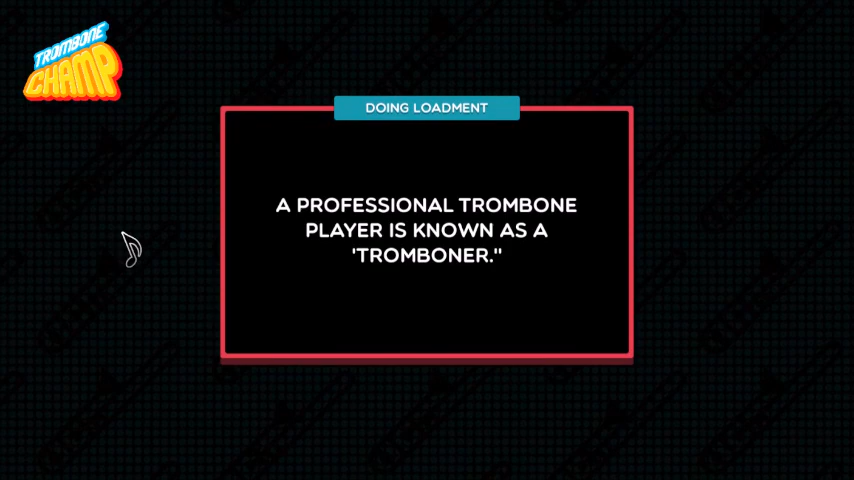 TROMBONE
CHAMP
DOING LOADMENT
A PROFESSIONAL TROMBONE
PLAYER IS KNOWN AS A
'TROMBONER."